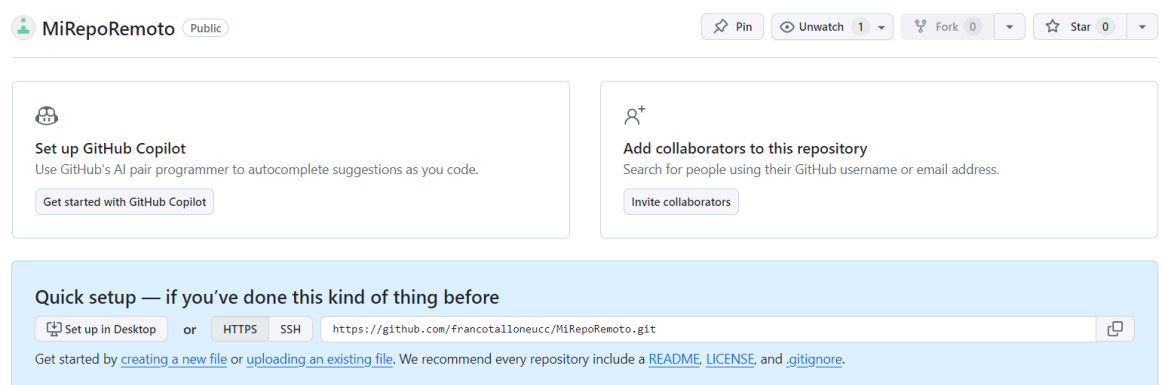 MiRepoRemoto Public
Pin Unwatch 1 Fork 0 Star 0
Set up GitHub Copilot
Use GitHub's AI pair programmer to autocomplete suggestions as you code.
Get started with GitHub Copilot
Add collaborators to this repository
Search for people using their GitHub username or email address.
Invite collaborators
Quick setup — if you've done this kind of thing before
Set up in Desktop or HTTPS SSH https://github.com/francotalloneucc/MiRepoRemoto.git
Get started by creating a new file or uploading an existing file. We recommend every repository include a README, LICENSE, and .gitignore.